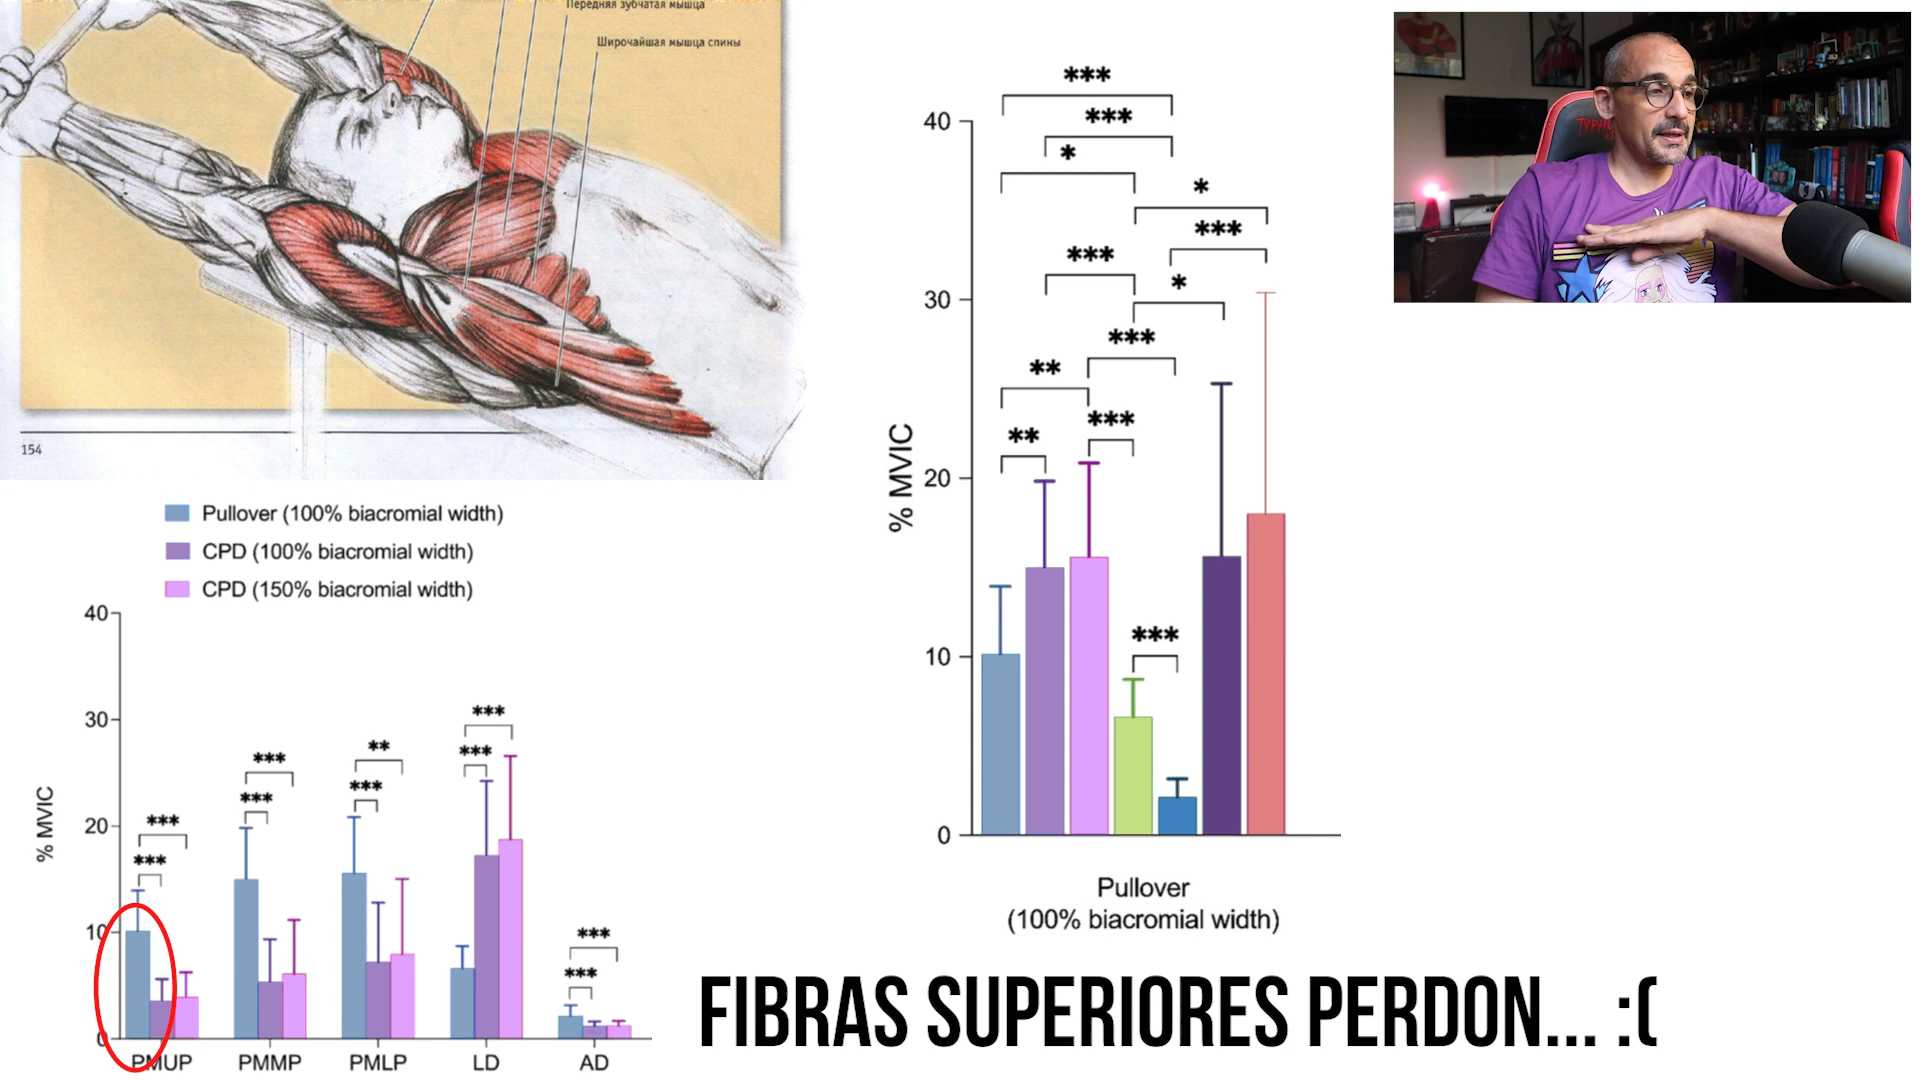 Передняя зубчатая мышца
Широчайшая мышца спины
154
Pullover (100% biacromial width)
CPD (100% biacromial width)
CPD (150% biacromial width)
40
30
20
10
0
% MVIC
***
***
***
***
**
***
***
***
***
***
PMUP
PMMP
PMLP
LD
AD
***
***
*
*
***
***
*
***
**
***
**
***
40
30
20
10
0
% MVIC
Pullover
(100% biacromial width)
FIBRAS SUPERIORES PERDON... :(